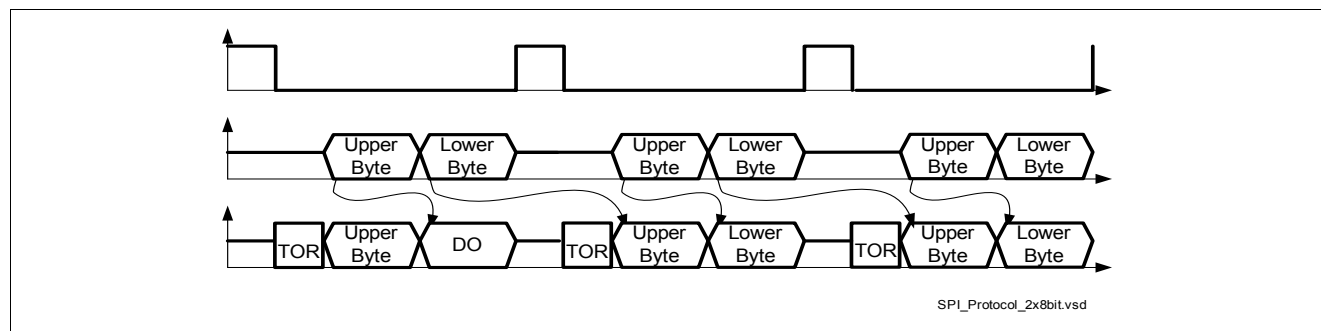 Upper Lower Upper Lower Upper Lower
Byte Byte Byte Byte Byte Byte
TOR Upper Byte DO TOR Upper Byte Lower Byte TOR Upper Byte Lower Byte
SPI_Protocol_2x8bit.vsd